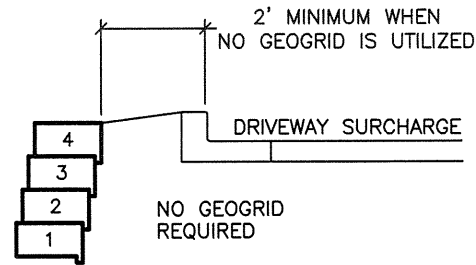 2' MINIMUM WHEN
NO GEOGRID IS UTILIZED
DRIVEWAY SURCHARGE
4
3
2
1
NO GEOGRID
REQUIRED